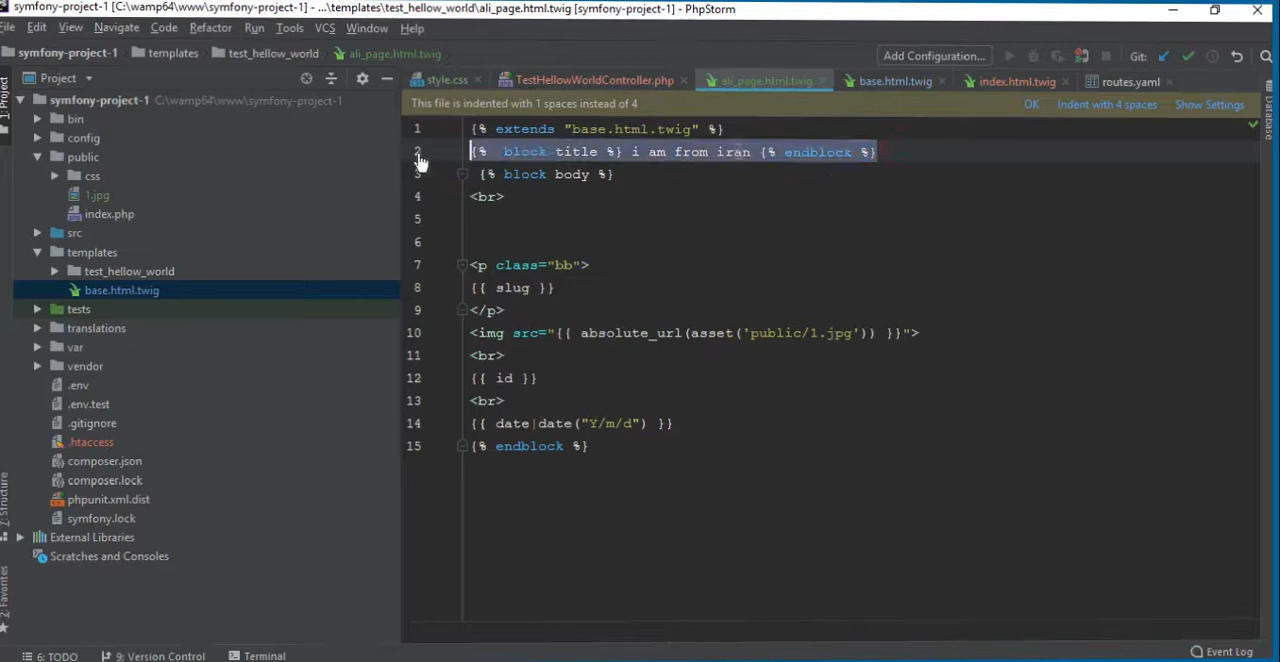 symfony-project-1 [C:\wamp64\www\symfony-project-1] - ...\templates\test_hellow_world\ali_page.html.twig [symfony-project-1] - PhpStorm
File Edit View Navigate Code Refactor Run Tools VCS Window Help
symfony-project-1 templates test_hellow_world ali_page.html.twig Add Configuration... Git:
1: Project
Project
style.css TestHellowWorldController.php ali_page.html.twig base.html.twig index.html.twig routes.yaml
This file is indented with 1 spaces instead of 4 OK Indent with 4 spaces Show Settings
Database
symfony-project-1 C:\wamp64\www\symfony-project-1
bin
config
public
css
1.jpg
index.php
src
templates
test_hellow_world
base.html.twig
tests
translations
var
vendor
.env
.env.test
.gitignore
.htaccess
composer.json
composer.lock
phpunit.xml.dist
symfony.lock
External Libraries
Scratches and Consoles
1 {% extends "base.html.twig" %}
2 {%  block title %} i am from iran {% endblock %}
3 {% block body %}
4 <br>
5
6
7 <p class="bb">
8 {{ slug }}
9 </p>
10 <img src="{{ absolute_url(asset('public/1.jpg')) }}">
11 <br>
12 {{ id }}
13 <br>
14 {{ date|date("Y/m/d") }}
15 {% endblock %}
7: Structure
2: Favorites
6: TODO 9: Version Control Terminal Event Log